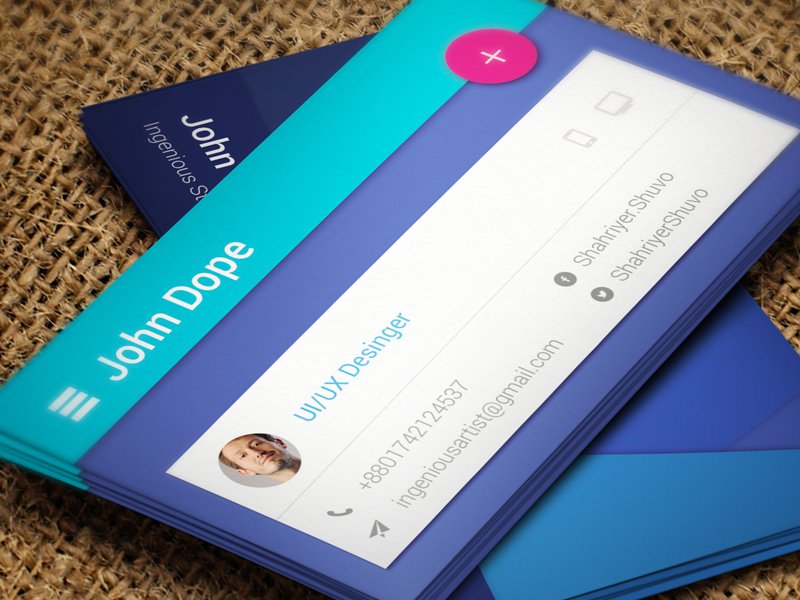 John Dope
UI/UX Desinger
+8801742124537
ingeniousartist@gmail.com
Shahriyer.Shuvo
ShahriyerShuvo
John
Ingenious